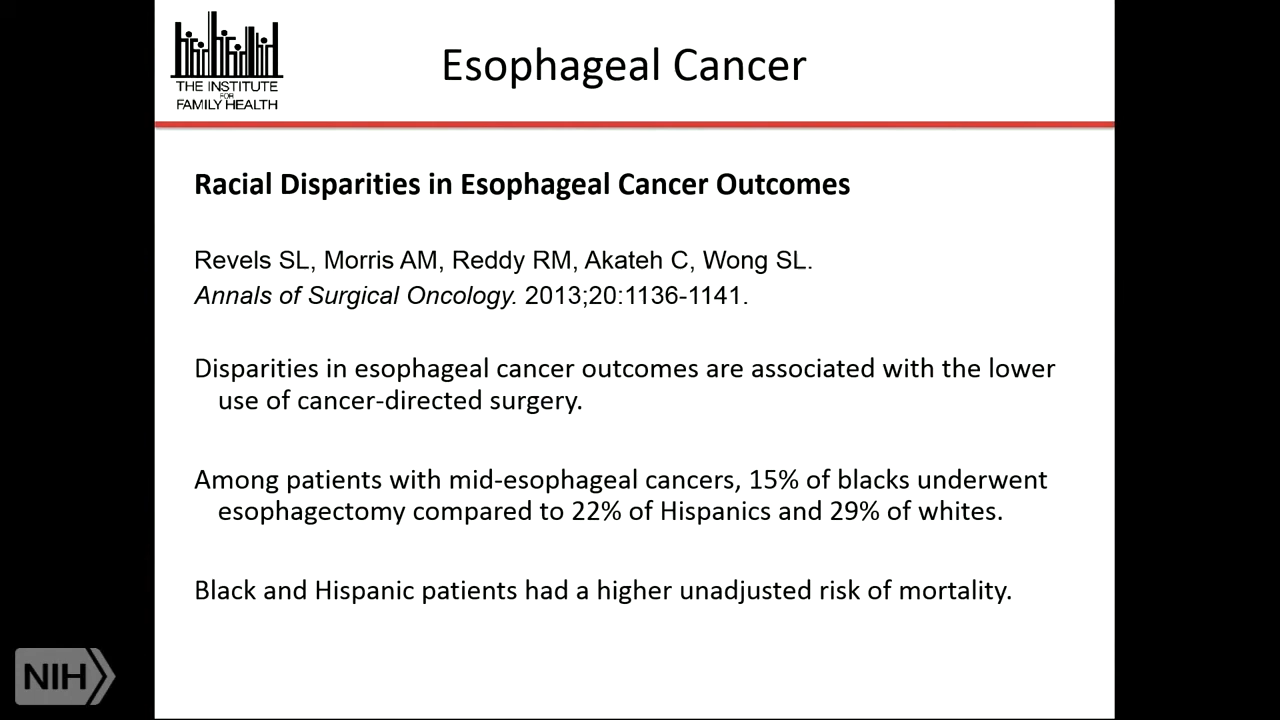 THE INSTITUTE
FOR
FAMILY HEALTH
Esophageal Cancer
Racial Disparities in Esophageal Cancer Outcomes
Revels SL, Morris AM, Reddy RM, Akateh C, Wong SL.
Annals of Surgical Oncology. 2013;20:1136-1141.
Disparities in esophageal cancer outcomes are associated with the lower
use of cancer-directed surgery.
Among patients with mid-esophageal cancers, 15% of blacks underwent
esophagectomy compared to 22% of Hispanics and 29% of whites.
Black and Hispanic patients had a higher unadjusted risk of mortality.
NIH